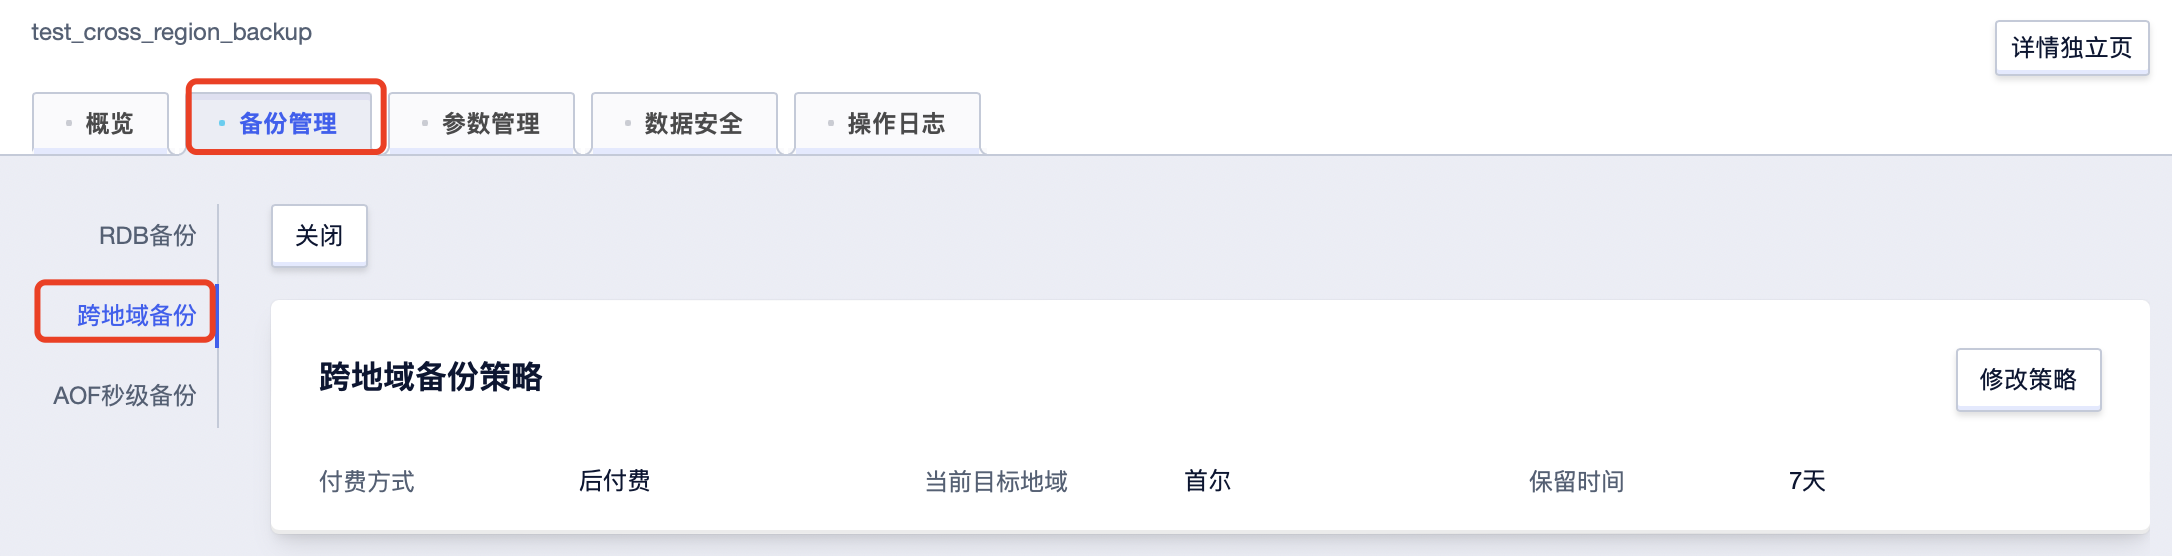 test_cross_region_backup
详情独立页
概览
备份管理
参数管理
数据安全
操作日志
RDB备份
跨地域备份
AOF秒级备份
关闭
跨地域备份策略
修改策略
付费方式 后付费 当前目标地域 首尔 保留时间 7天